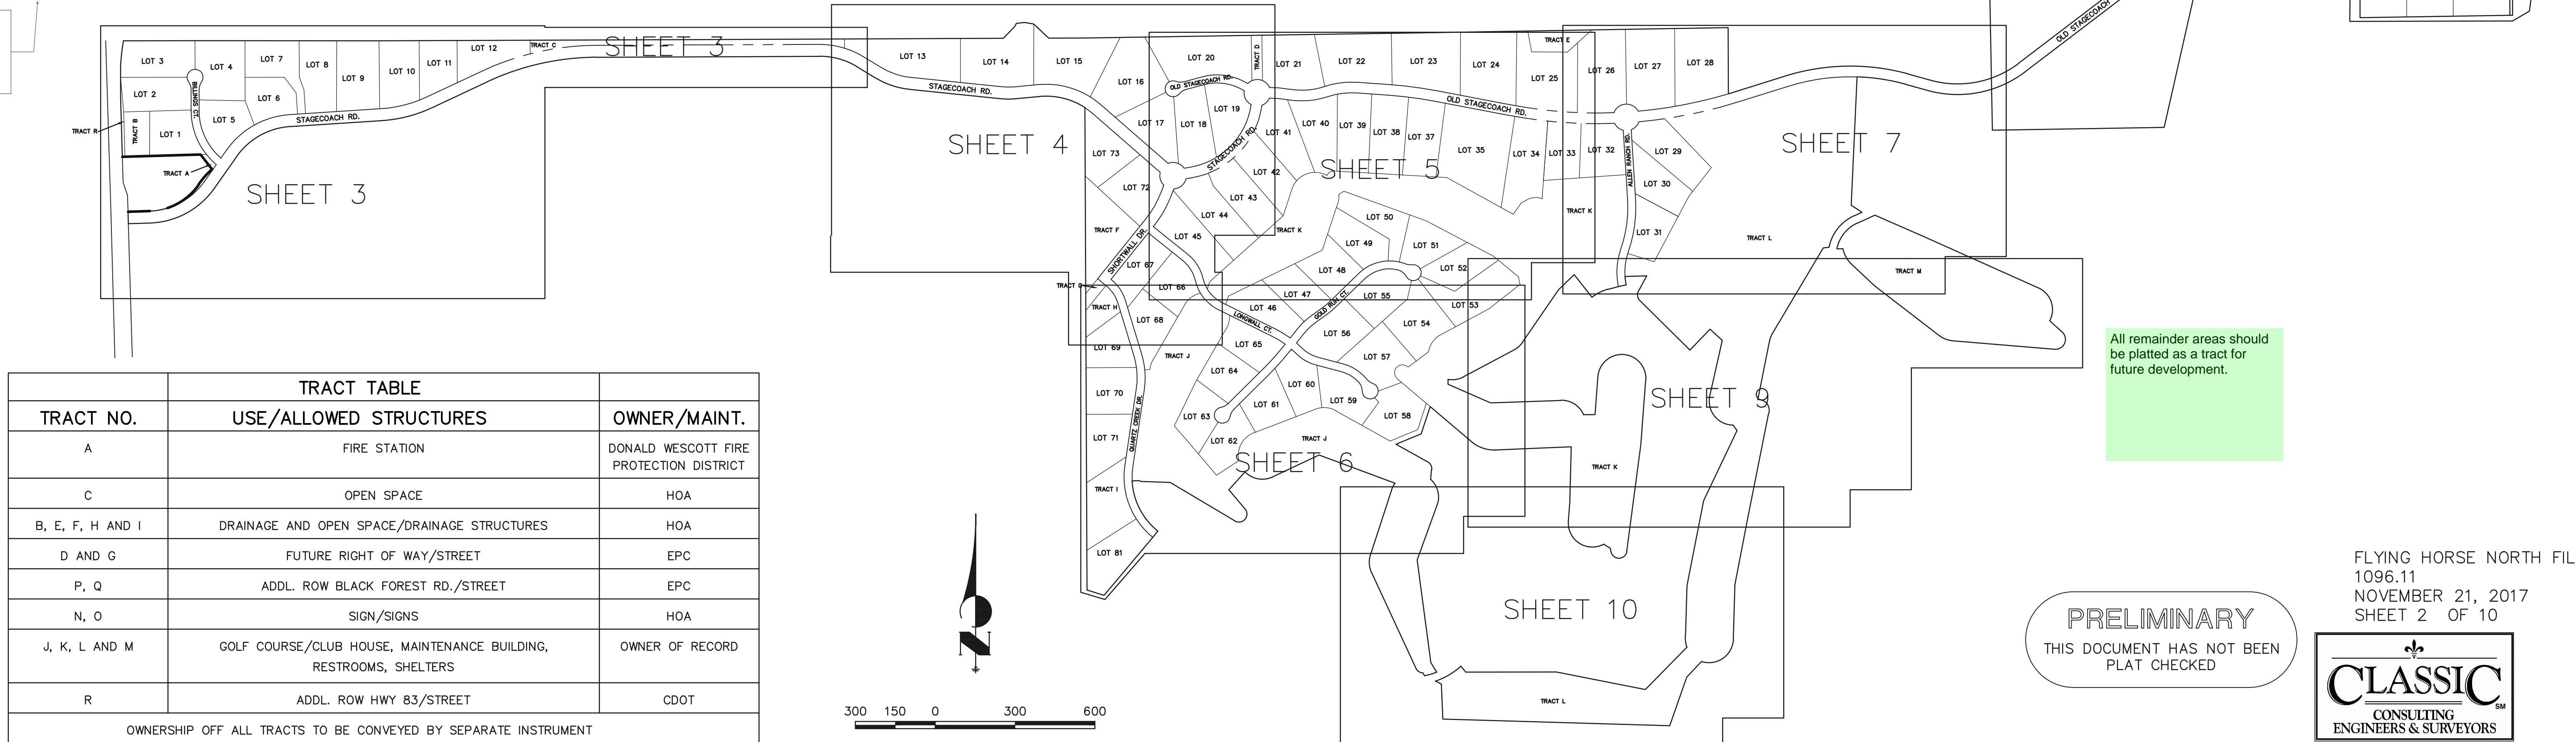 SHEET 3
LOT 3
LOT 4
LOT 7
LOT 8
LOT 9
LOT 10
LOT 11
LOT 12
TRACT C
LOT 2
BILLINGS CT.
LOT 6
LOT 5
TRACT R
TRACT B
LOT 1
STAGECOACH RD.
TRACT A
SHEET 3
LOT 13
LOT 14
LOT 15
LOT 16
STAGECOACH RD.
SHEET 4
LOT 20
TRACT D
LOT 21
LOT 22
LOT 23
LOT 24
TRACT E
LOT 25
LOT 26
LOT 27
LOT 28
OLD STAGECOACH RD.
LOT 19
LOT 17
LOT 18
STAGECOACH RD.
OLD STAGECOACH RD.
LOT 41
LOT 40
LOT 39
LOT 38
LOT 37
LOT 35
LOT 34
LOT 33
LOT 32
LOT 29
ALLEN RANCH RD.
LOT 30
LOT 31
SHEET 5
SHEET 7
OLD STAGECOACH
LOT 73
LOT 72
LOT 42
LOT 43
LOT 44
LOT 45
TRACT F
TRACT K
TRACT K
TRACT L
TRACT M
SHORTWALL DR.
LOT 67
LOT 66
LOT 50
LOT 49
LOT 51
LOT 48
LOT 52
LOT 47
LOT 55
LOT 53
LOT 46
GOLD RUN CT.
LONGWALL CT.
LOT 56
LOT 54
TRACT H
LOT 68
LOT 65
LOT 57
LOT 69
TRACT J
LOT 64
LOT 60
LOT 59
LOT 58
LOT 61
LOT 63
LOT 62
LOT 70
QUARTZ CREEK DR.
LOT 71
TRACT J
SHEET 6
TRACT I
LOT 81
SHEET 9
TRACT K
SHEET 10
TRACT L
All remainder areas should
be platted as a tract for
future development.
TRACT TABLE
TRACT NO.
USE/ALLOWED STRUCTURES
OWNER/MAINT.
A
FIRE STATION
DONALD WESCOTT FIRE
PROTECTION DISTRICT
C
OPEN SPACE
HOA
B, E, F, H AND I
DRAINAGE AND OPEN SPACE/DRAINAGE STRUCTURES
HOA
D AND G
FUTURE RIGHT OF WAY/STREET
EPC
P, Q
ADDL. ROW BLACK FOREST RD./STREET
EPC
N, O
SIGN/SIGNS
HOA
J, K, L AND M
GOLF COURSE/CLUB HOUSE, MAINTENANCE BUILDING,
RESTROOMS, SHELTERS
OWNER OF RECORD
R
ADDL. ROW HWY 83/STREET
CDOT
OWNERSHIP OFF ALL TRACTS TO BE CONVEYED BY SEPARATE INSTRUMENT
N
300 150 0 300 600
PRELIMINARY
THIS DOCUMENT HAS NOT BEEN
PLAT CHECKED
FLYING HORSE NORTH FIL
1096.11
NOVEMBER 21, 2017
SHEET 2 OF 10
CLASSIC
SM
CONSULTING
ENGINEERS & SURVEYORS